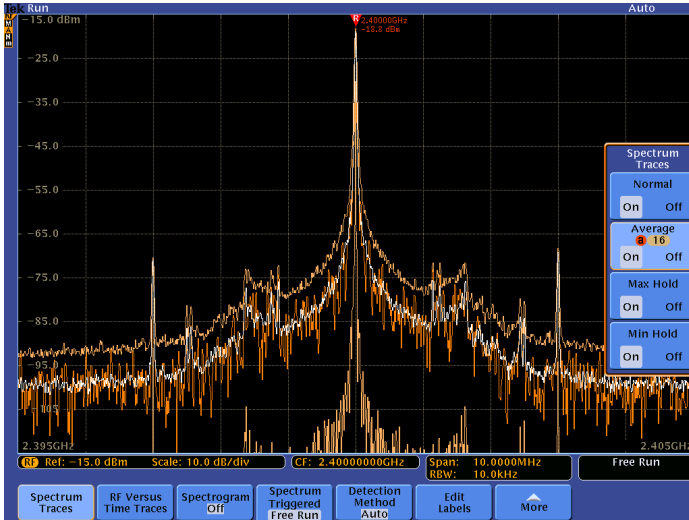 Tek Run Auto
-15.0 dBm
R 2.40000GHz
-18.8 dBm
-25.0
-35.0
-45.0
-55.0
-65.0
-75.0
-85.0
-95.0
-105
2.395GHz 2.405GHz
Spectrum
Traces
Normal
On Off
Average
a 16
On Off
Max Hold
On Off
Min Hold
On Off
RF Ref: -15.0 dBm Scale: 10.0 dB/div
CF: 2.40000000GHz
Span: 10.0000MHz
RBW: 10.0kHz
Free Run
Spectrum
Traces
RF Versus
Time Traces
Spectrogram
Off
Spectrum
Triggered
Free Run
Detection
Method
Auto
Edit
Labels
More